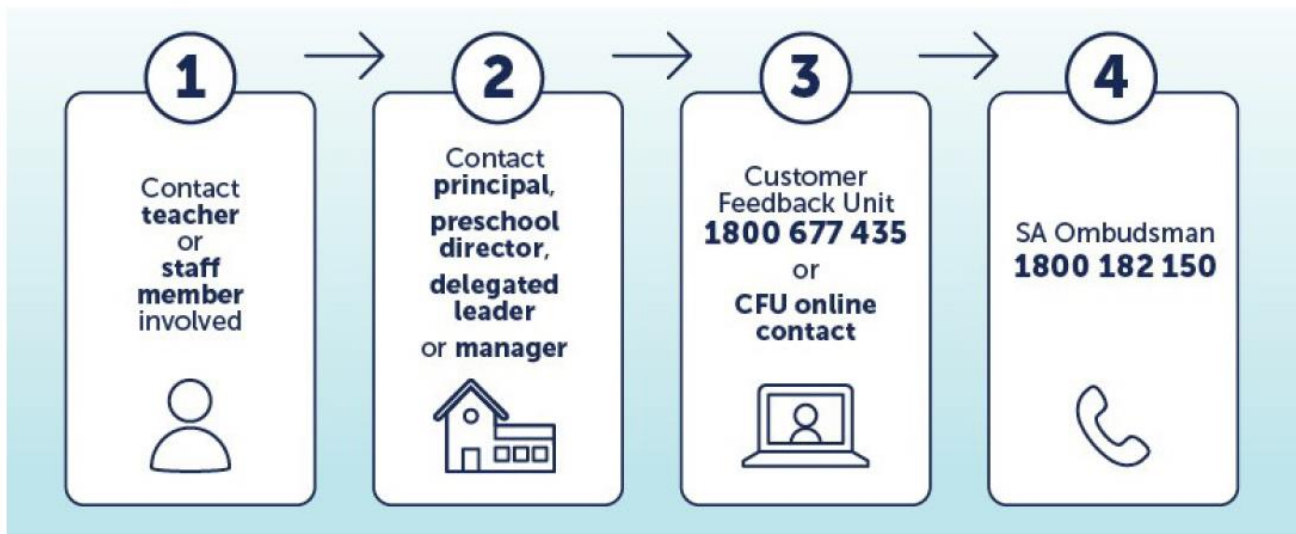 1
Contact
teacher
or
staff
member
involved
2
Contact
principal,
preschool
director,
delegated
leader
or manager
3
Customer
Feedback Unit
1800 677 435
or
CFU online
contact
4
SA Ombudsman
1800 182 150